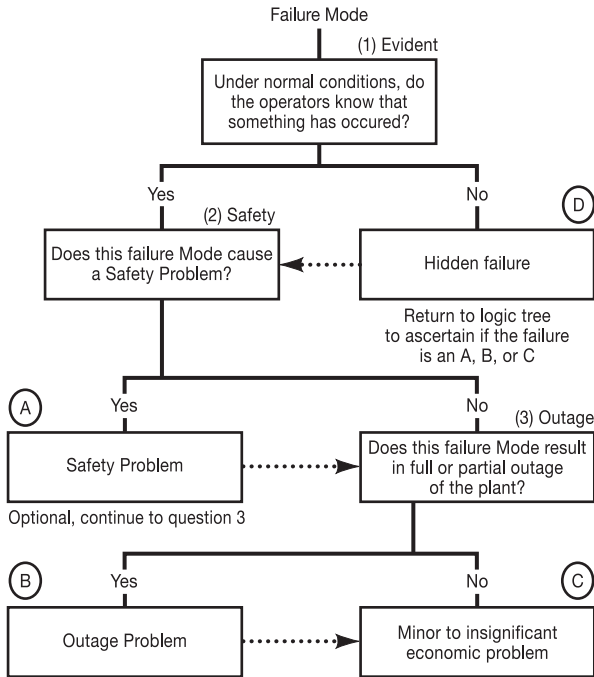 Failure Mode
(1) Evident
Under normal conditions, do
the operators know that
something has occured?
Yes
No
(2) Safety
D
Does this failure Mode cause
a Safety Problem?
Hidden failure
Return to logic tree
to ascertain if the failure
is an A, B, or C
A
Yes
No
(3) Outage
Safety Problem
Does this failure Mode result
in full or partial outage
of the plant?
Optional, continue to question 3
B
Yes
No
C
Outage Problem
Minor to insignificant
economic problem